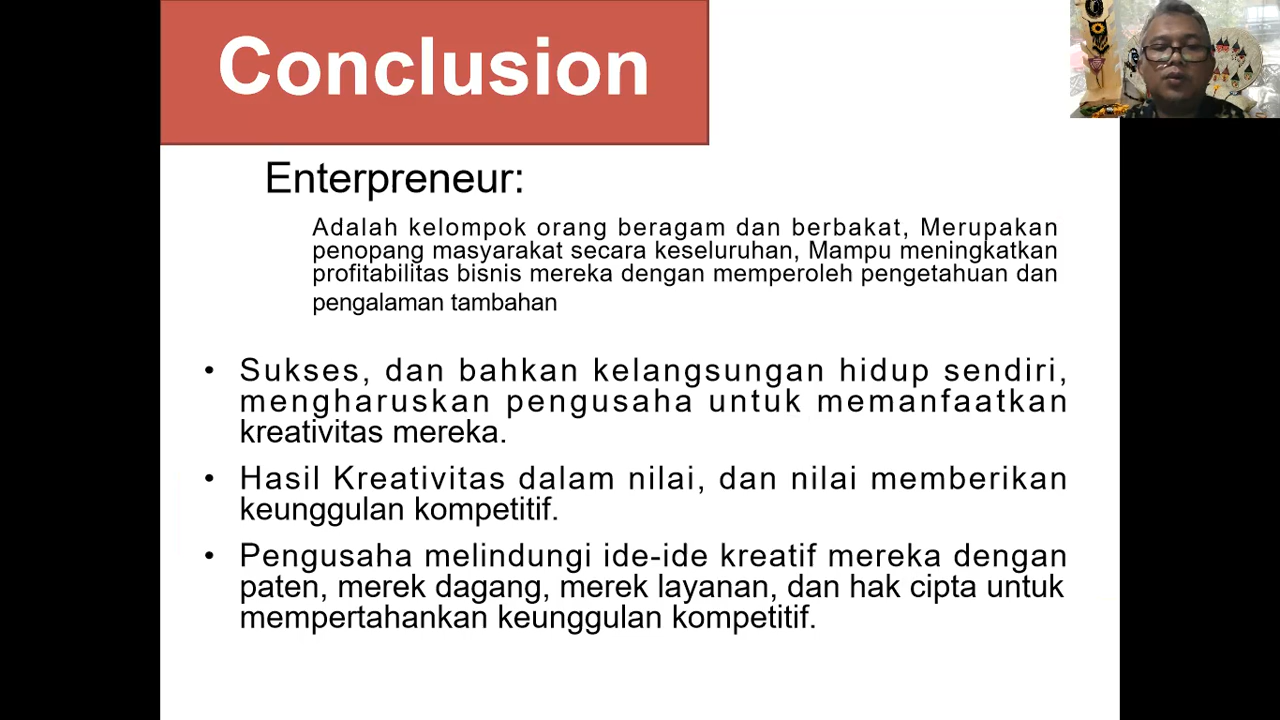 Conclusion
Enterpreneur:
Adalah kelompok orang beragam dan berbakat, Merupakan
penopang masyarakat secara keseluruhan, Mampu meningkatkan
profitabilitas bisnis mereka dengan memperoleh pengetahuan dan
pengalaman tambahan
• Sukses, dan bahkan kelangsungan hidup sendiri,
mengharuskan pengusaha untuk memanfaatkan
kreativitas mereka.
• Hasil Kreativitas dalam nilai, dan nilai memberikan
keunggulan kompetitif.
• Pengusaha melindungi ide-ide kreatif mereka dengan
paten, merek dagang, merek layanan, dan hak cipta untuk
mempertahankan keunggulan kompetitif.